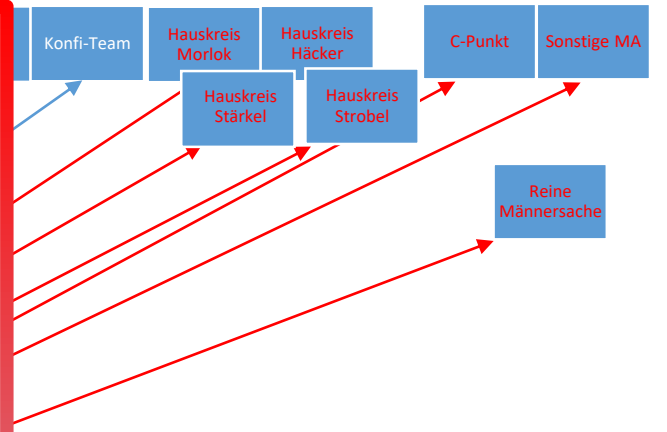 Konfi-Team
Hauskreis
Morlok
Hauskreis
Häcker
C-Punkt
Sonstige MA
Hauskreis
Stärkel
Hauskreis
Strobel
Reine
Männersache